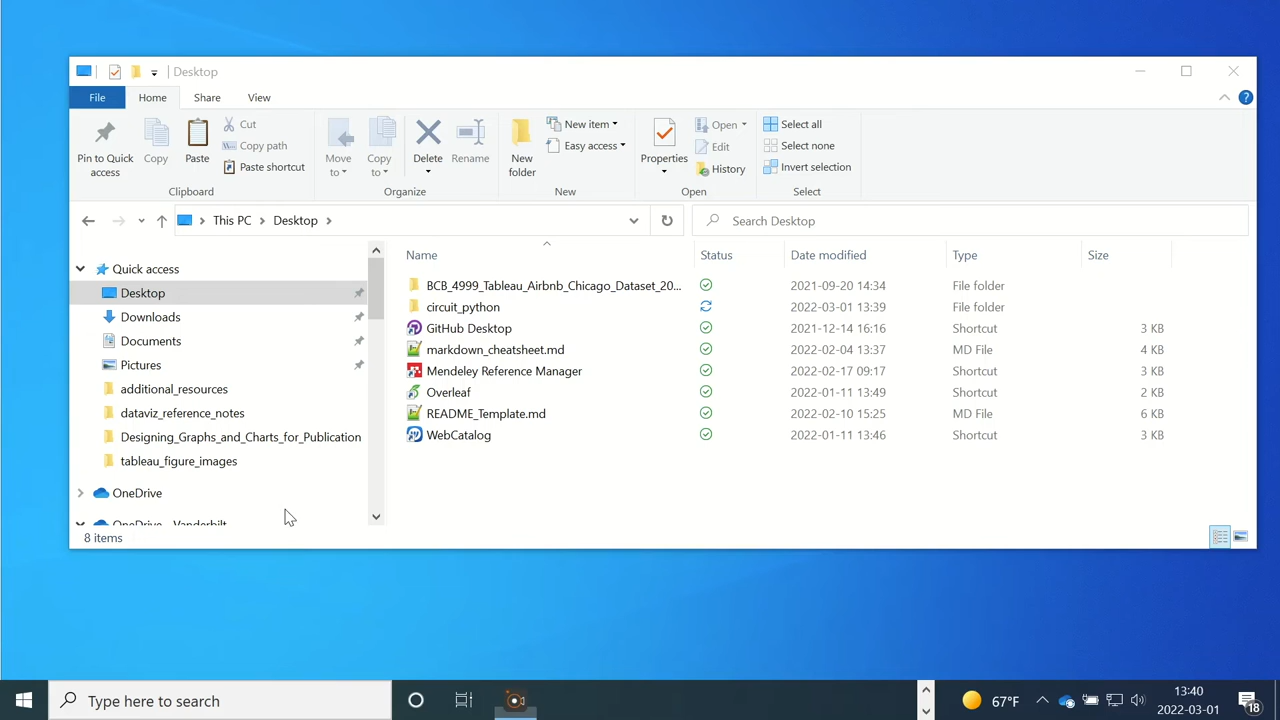 Desktop
File Home Share View
Pin to Quick access
Copy
Paste
Cut
Copy path
Paste shortcut
Clipboard
Move to
Copy to
Delete
Rename
Organize
New folder
New item
Easy access
New
Properties
Open
Edit
History
Open
Select all
Select none
Invert selection
Select
This PC Desktop
Search Desktop
Quick access
Desktop
Downloads
Documents
Pictures
additional_resources
dataviz_reference_notes
Designing_Graphs_and_Charts_for_Publication
tableau_figure_images
OneDrive
OneDrive - Vanderbilt
Name Status Date modified Type Size
BCB_4999_Tableau_Airbnb_Chicago_Dataset_20... 2021-09-20 14:34 File folder
circuit_python 2022-03-01 13:39 File folder
GitHub Desktop 2021-12-14 16:16 Shortcut 3 KB
markdown_cheatsheet.md 2022-02-04 13:37 MD File 4 KB
Mendeley Reference Manager 2022-02-17 09:17 Shortcut 3 KB
Overleaf 2022-01-11 13:49 Shortcut 2 KB
README_Template.md 2022-02-10 15:25 MD File 6 KB
WebCatalog 2022-01-11 13:46 Shortcut 3 KB
8 items
Type here to search
67°F
13:40
2022-03-01
18